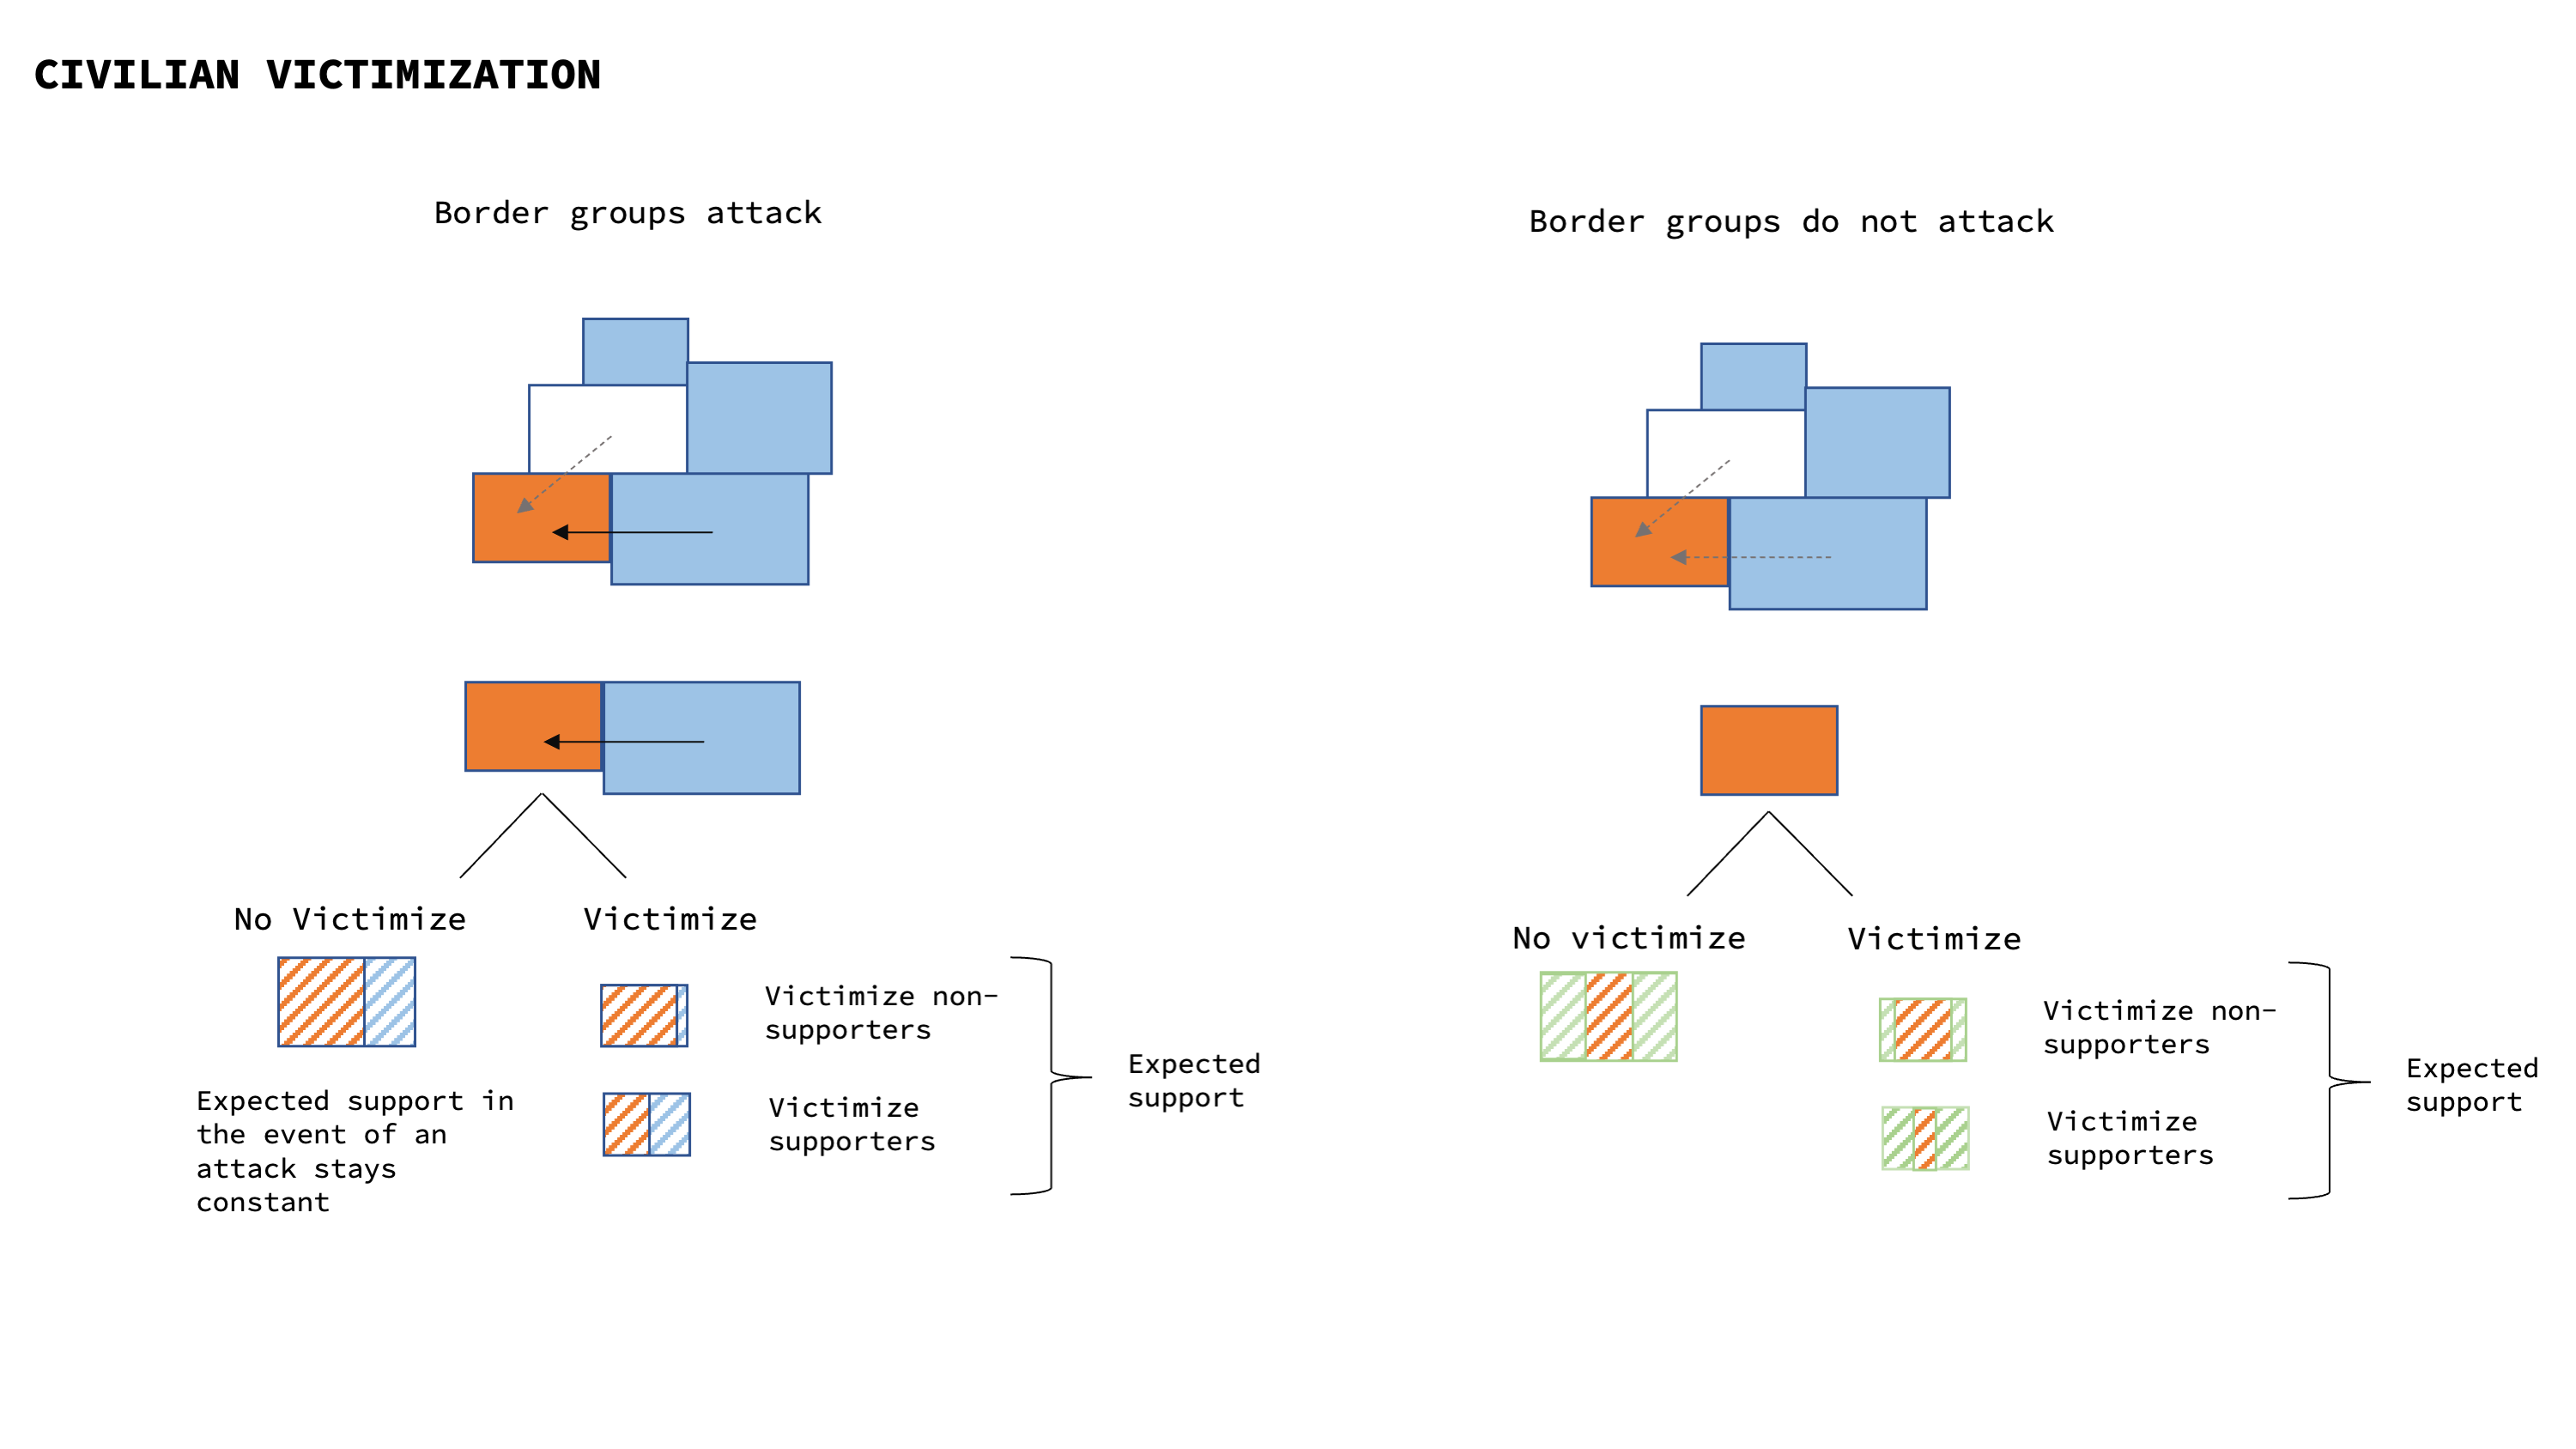 CIVILIAN VICTIMIZATION
Border groups attack
No Victimize
Victimize
Expected support in
the event of an
attack stays
constant
Victimize non-
supporters
Victimize
supporters
Expected
support
Border groups do not attack
No victimize
Victimize
Victimize non-
supporters
Victimize
supporters
Expected
support